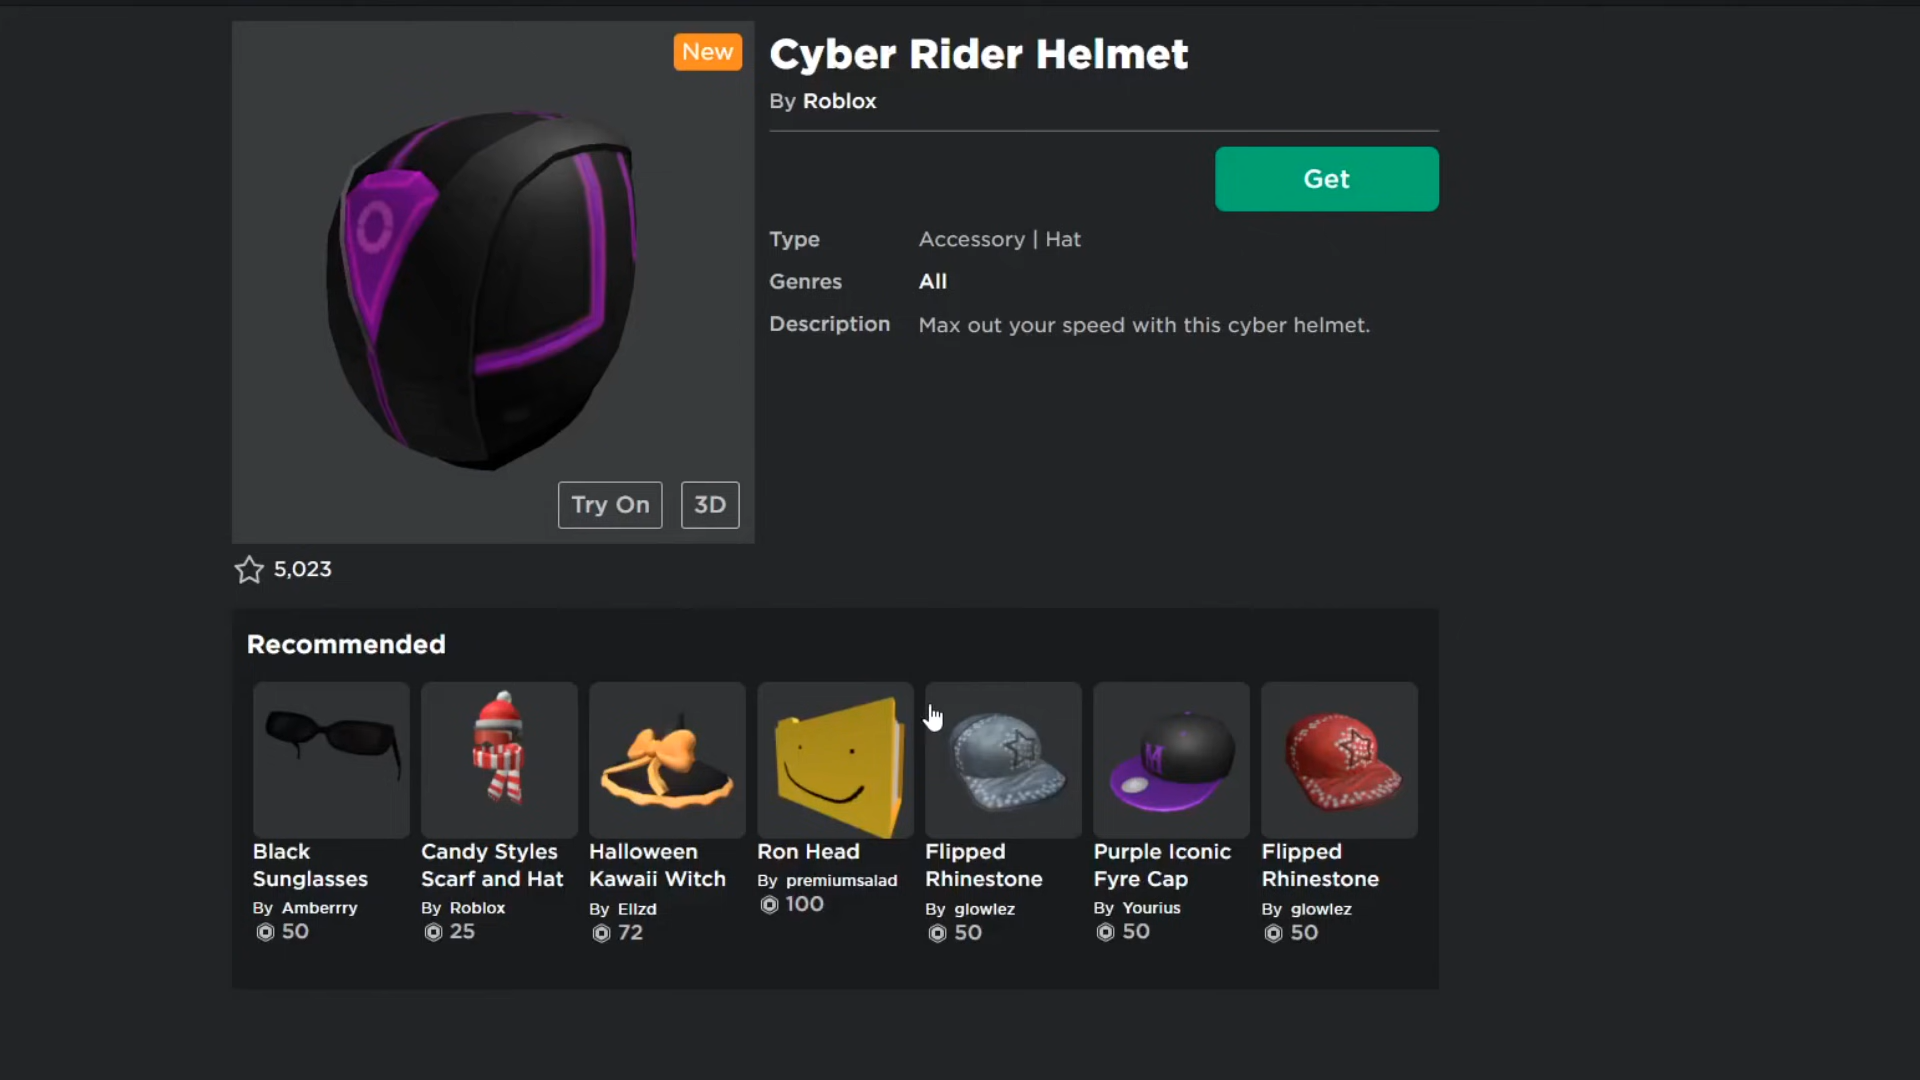 New
Cyber Rider Helmet
By Roblox
Get
Type Accessory | Hat
Genres All
Description Max out your speed with this cyber helmet.
Try On 3D
5,023
Recommended
Black
Sunglasses
By Amberrry
50
Candy Styles
Scarf and Hat
By Roblox
25
Halloween
Kawaii Witch
By Ellzd
72
Ron Head
By premiumsalad
100
Flipped
Rhinestone
By glowlez
50
M
Purple Iconic
Fyre Cap
By Yourius
50
Flipped
Rhinestone
By glowlez
50